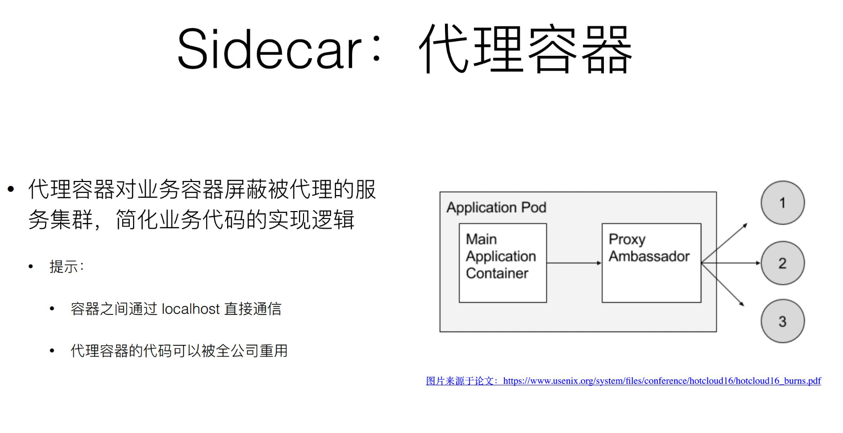 Sidecar：代理容器
• 代理容器对业务容器屏蔽被代理的服
务集群，简化业务代码的实现逻辑
• 提示：
• 容器之间通过 localhost 直接通信
• 代理容器的代码可以被全公司重用
Application Pod
Main
Application
Container
Proxy
Ambassador
1
2
3
图片来源于论文：https://www.usenix.org/system/files/conference/hotcloud16/hotcloud16_burns.pdf